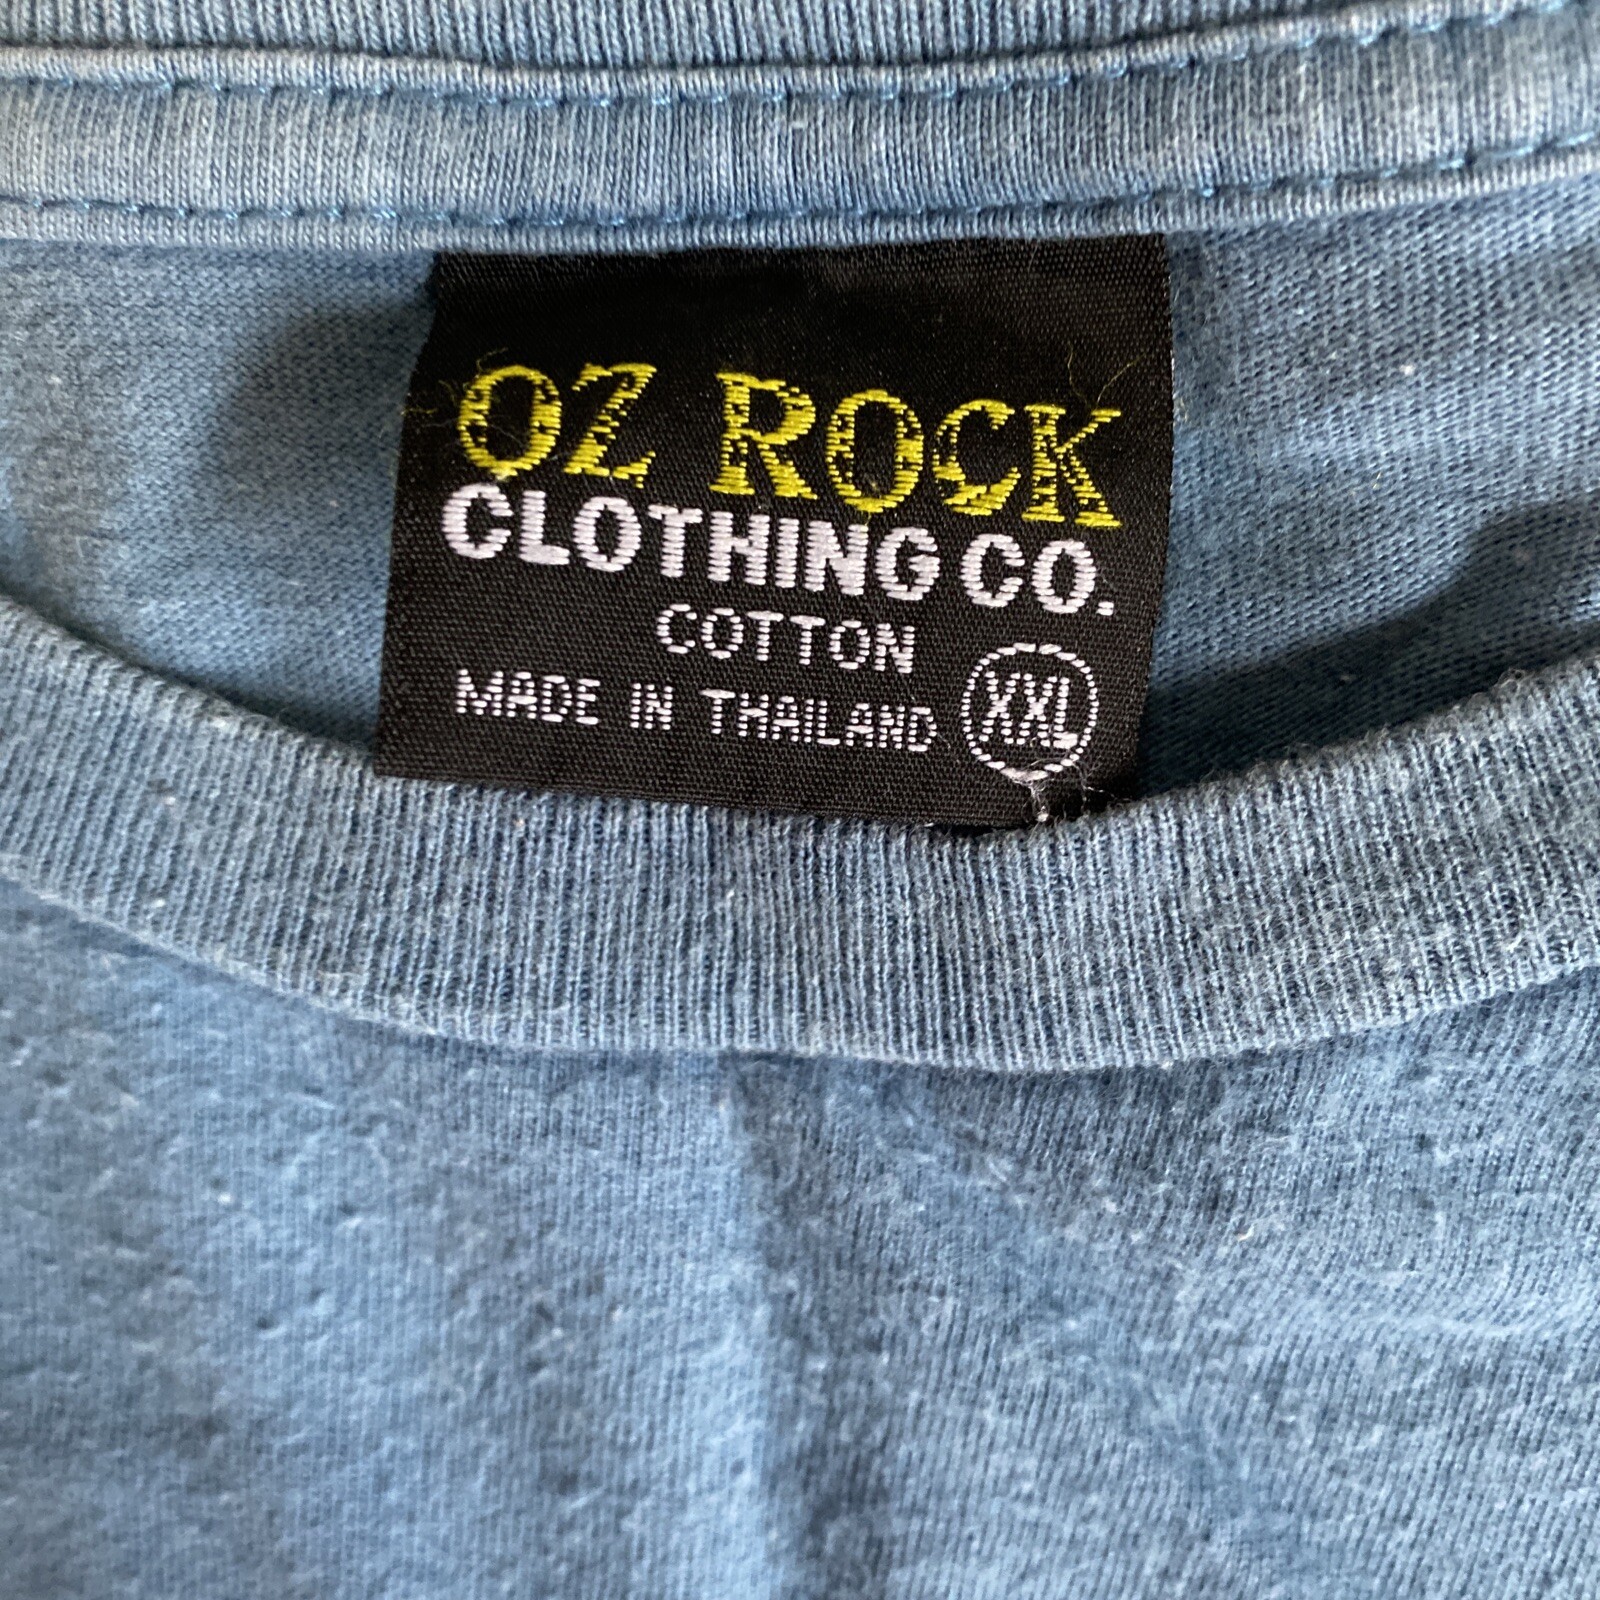 OZ ROCK
CLOTHING CO.
COTTON
MADE IN THAILAND XXL